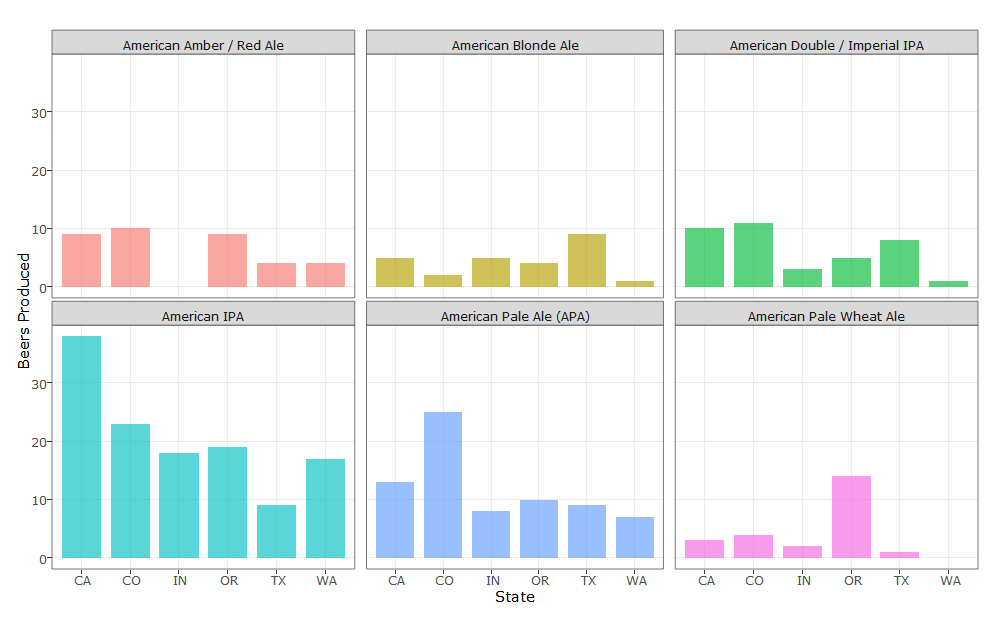 American Amber / Red Ale
American Blonde Ale
American Double / Imperial IPA
30
20
10
0
Beers Produced
American IPA
American Pale Ale (APA)
American Pale Wheat Ale
30
20
10
0
CA CO IN OR TX WA
CA CO IN OR TX WA
CA CO IN OR TX WA
State